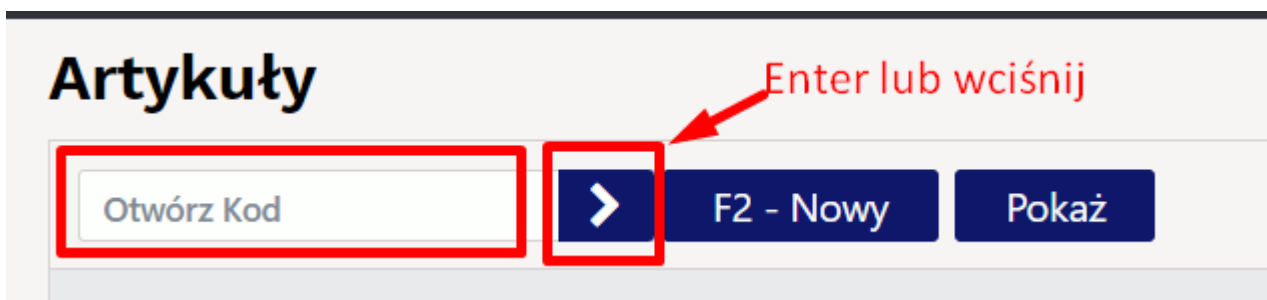 Artykuły
Enter lub wciśnij
Otwórz Kod
F2 - Nowy
Pokaż